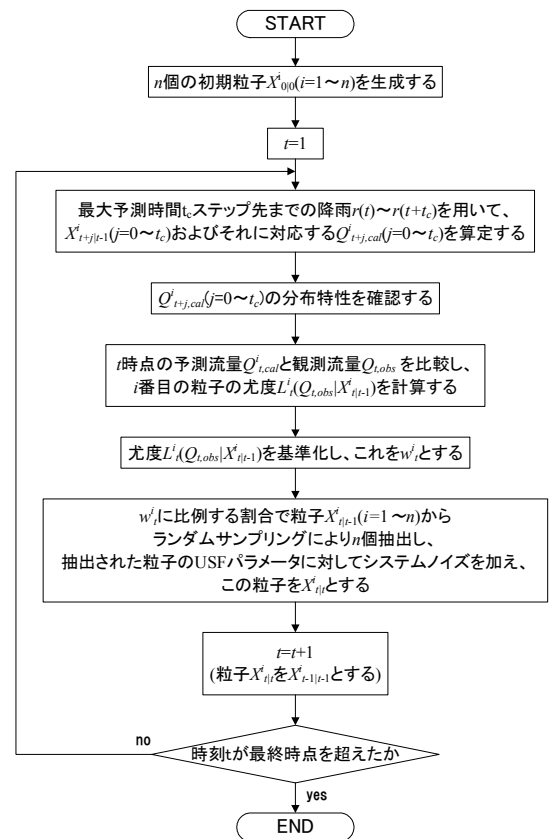 START
n個の初期粒子X^i_{0|0}(i=1～n)を生成する
t=1
最大予測時間t_cステップ先までの降雨r(t)～r(t+t_c)を用いて、
X^i_{t+j|t-1}(j=0～t_c)およびそれに対応するQ^i_{t+j,cal}(j=0～t_c)を算定する
Q^i_{t+j,cal}(j=0～t_c)の分布特性を確認する
t時点の予測流量Q^i_{t,cal}と観測流量Q_{t,obs}を比較し、
i番目の粒子の尤度L^i_t(Q_{t,obs}|X^i_{t|t-1})を計算する
尤度L^i_t(Q_{t,obs}|X^i_{t|t-1})を基準化し、これをw^i_tとする
w^i_tに比例する割合で粒子X^i_{t|t-1}(i=1～n)から
ランダムサンプリングによりn個抽出し、
抽出された粒子のUSFパラメータに対してシステムノイズを加え、
この粒子をX^i_{t|t}とする
t=t+1
(粒子X^i_{t|t}をX^i_{t-1|t-1}とする)
no
時刻tが最終時点を超えたか
yes
END